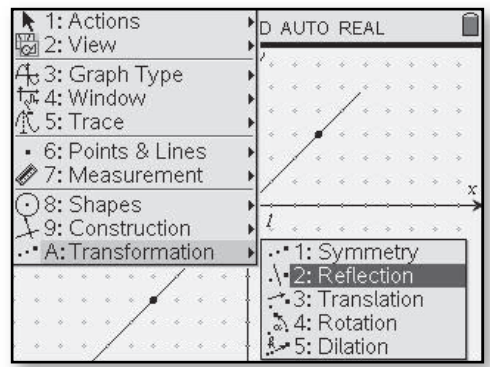 1: Actions
2: View
3: Graph Type
4: Window
5: Trace
6: Points & Lines
7: Measurement
8: Shapes
9: Construction
A: Transformation
D AUTO REAL
x
1: Symmetry
2: Reflection
3: Translation
4: Rotation
5: Dilation